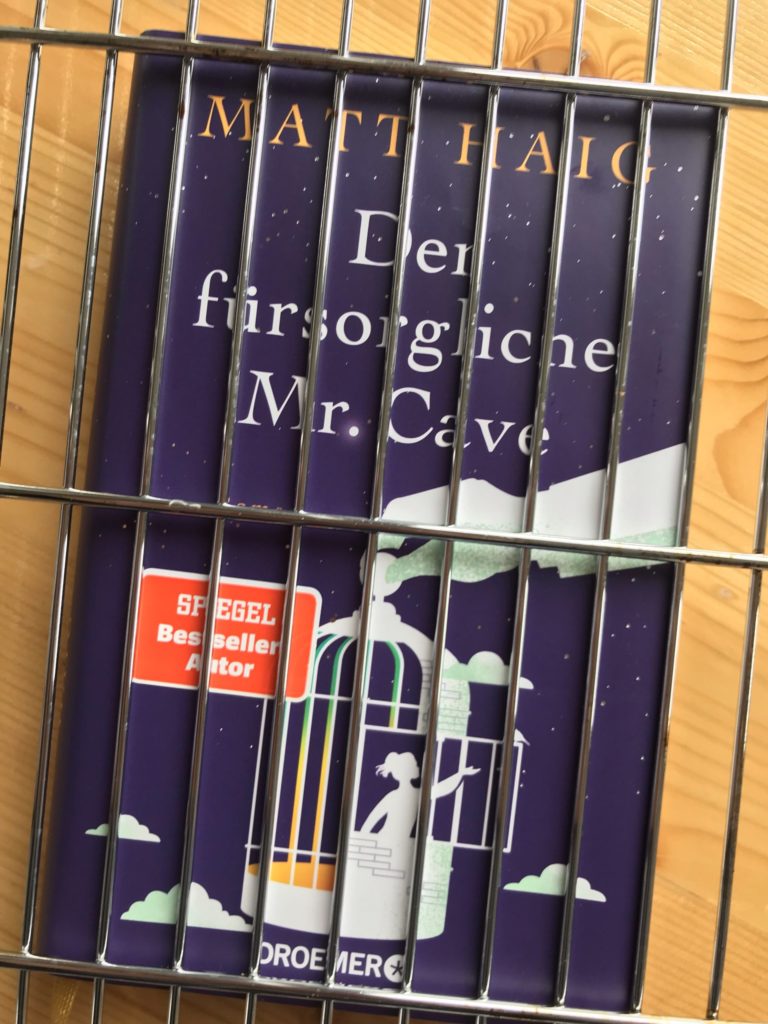 MATT HAIG
Der
fürsorgliche
Mr. Cave
SPIEGEL
Bestseller
Autor
DROEMER